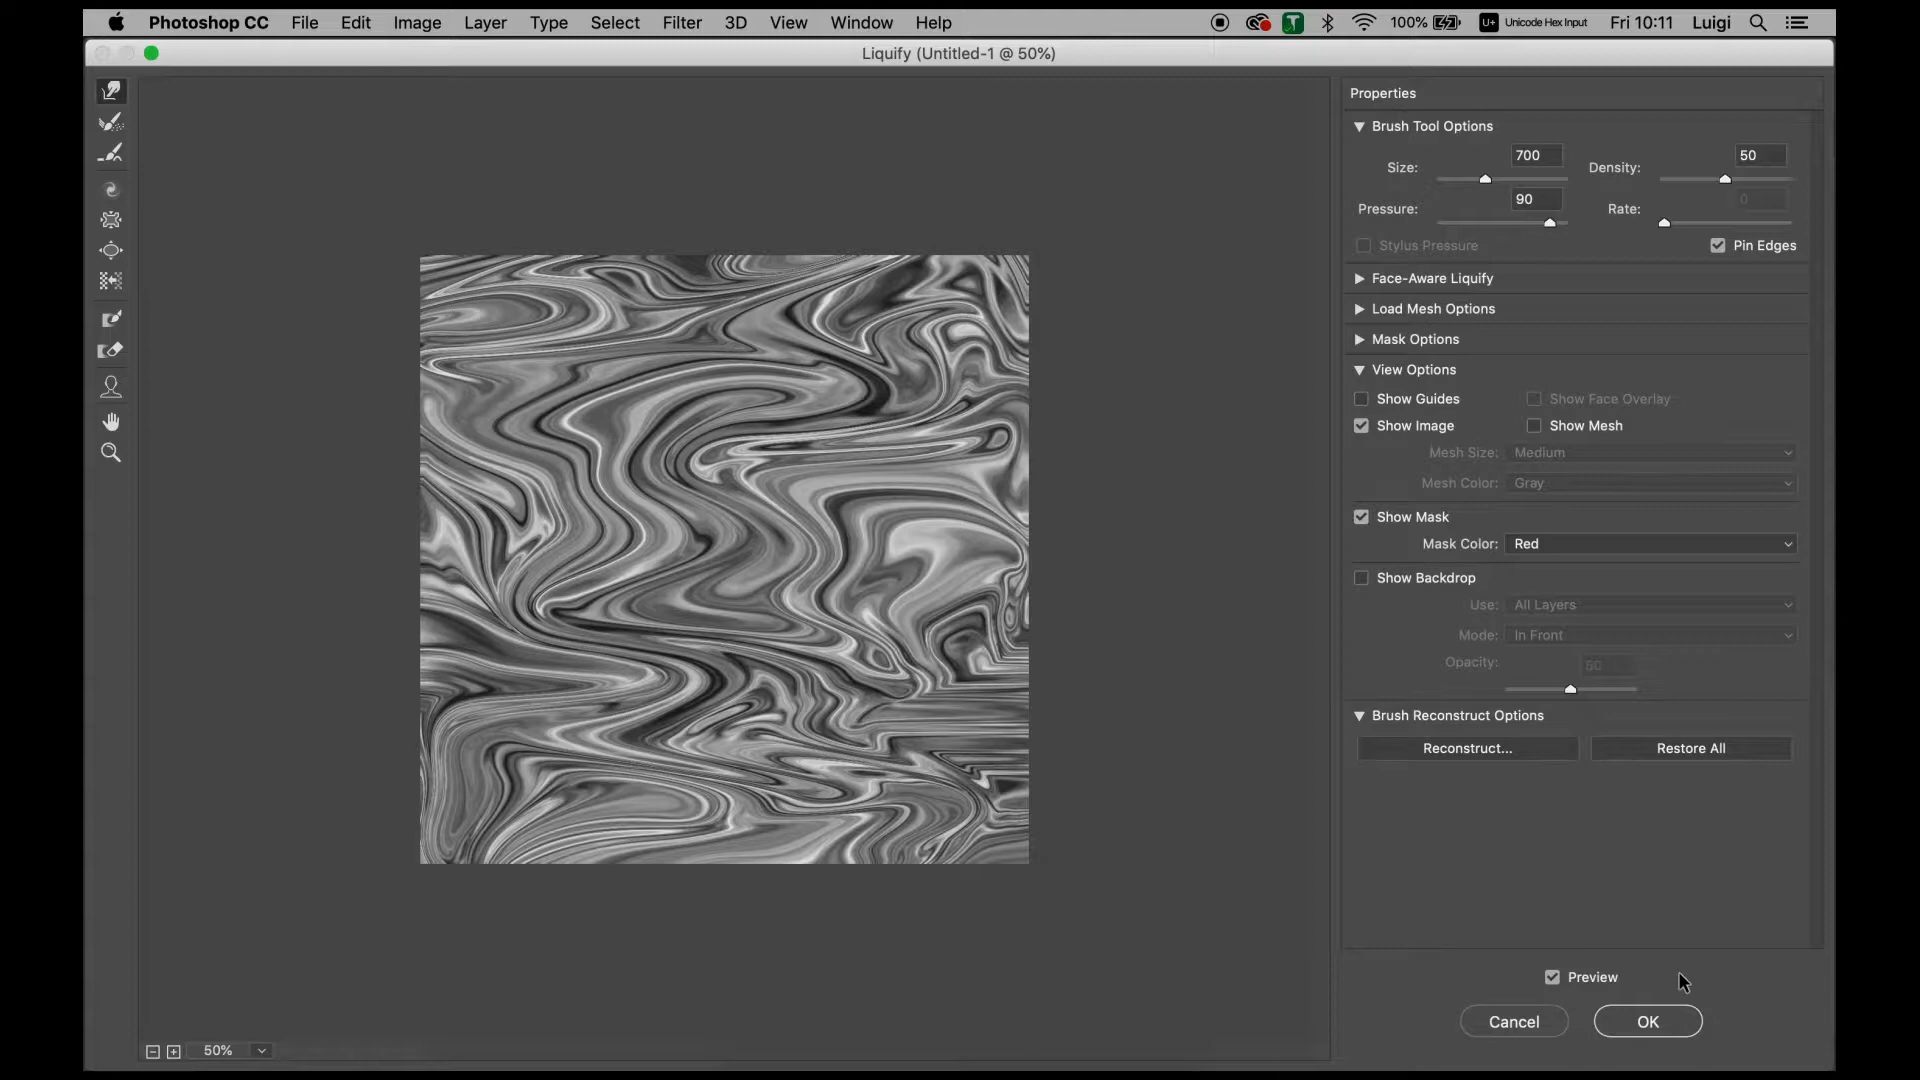 Photoshop CC File Edit Image Layer Type Select Filter 3D View Window Help 100% U+ Unicode Hex Input Fri 10:11 Luigi
Liquify (Untitled-1 @ 50%)
Properties
Brush Tool Options
Size: 700 Density: 50
Pressure: 90 Rate: 0
Stylus Pressure Pin Edges
Face-Aware Liquify
Load Mesh Options
Mask Options
View Options
Show Guides Show Face Overlay
Show Image Show Mesh
Mesh Size: Medium
Mesh Color: Gray
Show Mask
Mask Color: Red
Show Backdrop
Use: All Layers
Mode: In Front
Opacity: 50
Brush Reconstruct Options
Reconstruct... Restore All
Preview
Cancel OK
50%